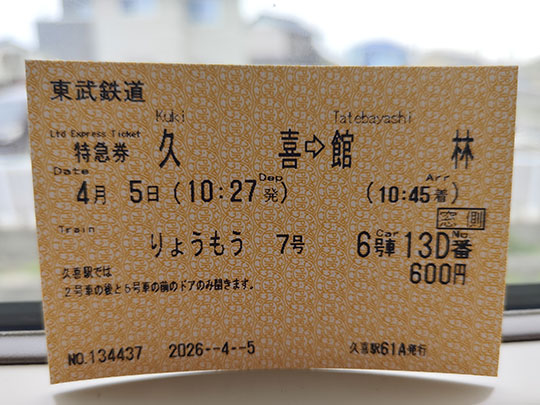 東武鉄道
Kuki Tatebayashi
Ltd Express Ticket
特急券 久 喜⇨館 林
Date Dep Arr
4月 5日(10:27発) (10:45着)
窓側
Train Car No
りょうもう 7号 6号車13D番
600円
久喜駅では
2号車の後と5号車の前のドアのみ開きます。
NO.134437 2026--4--5 久喜駅61A発行